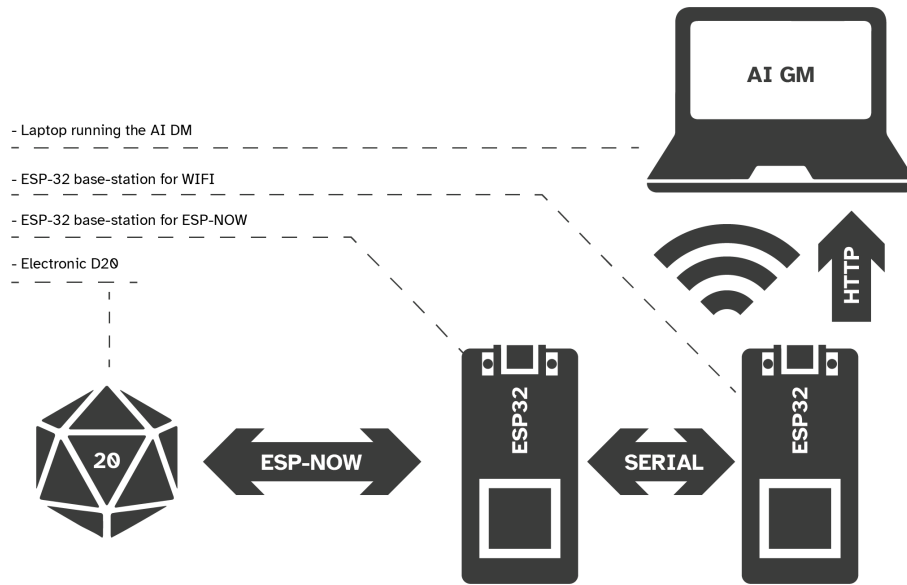 AI GM
- Laptop running the AI DM
- ESP-32 base-station for WIFI
- ESP-32 base-station for ESP-NOW
- Electronic D20
HTTP
20
ESP-NOW
ESP32
SERIAL
ESP32